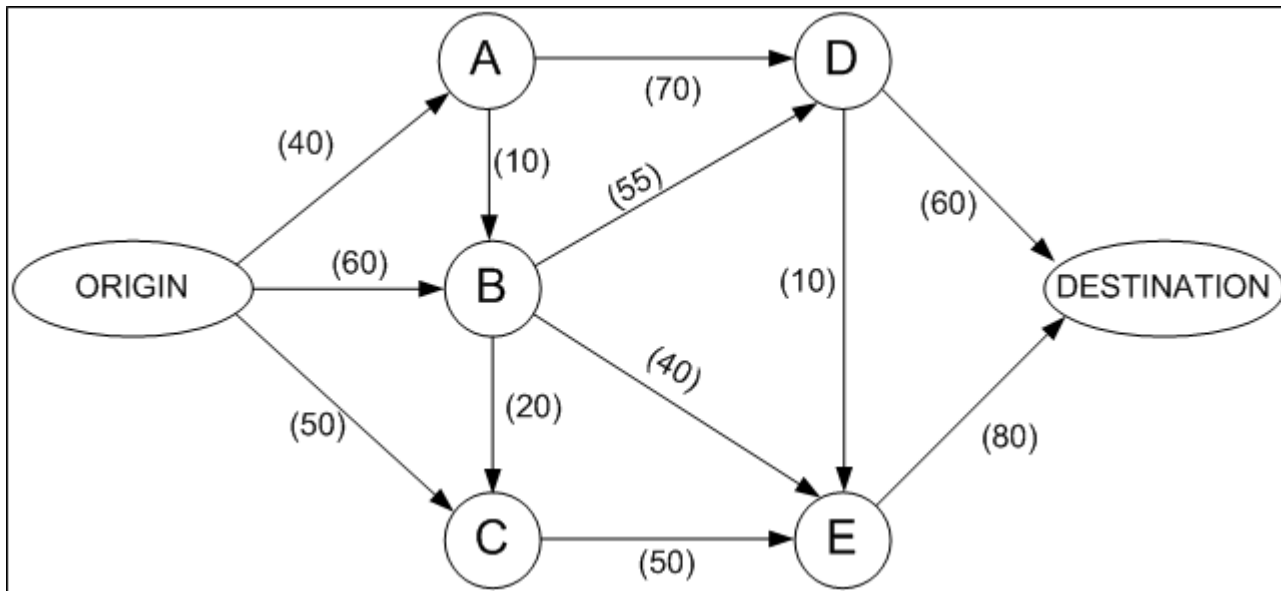 A
D
(70)
(40)
(10)
(55)
(60)
(60)
ORIGIN
B
(10)
DESTINATION
(40)
(20)
(50)
(80)
C
E
(50)